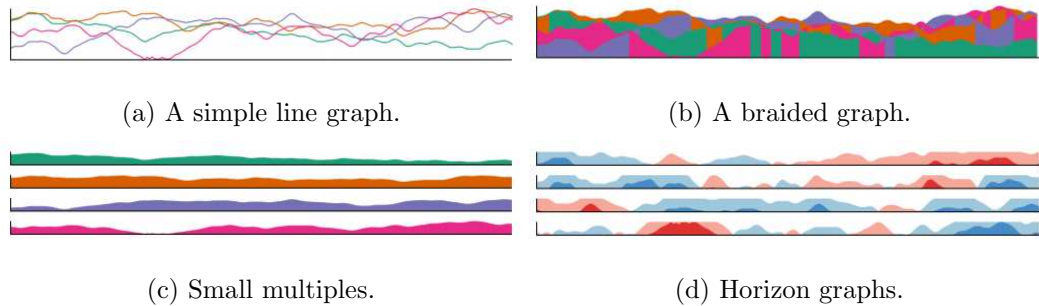 (a) A simple line graph.
(b) A braided graph.
(c) Small multiples.
(d) Horizon graphs.